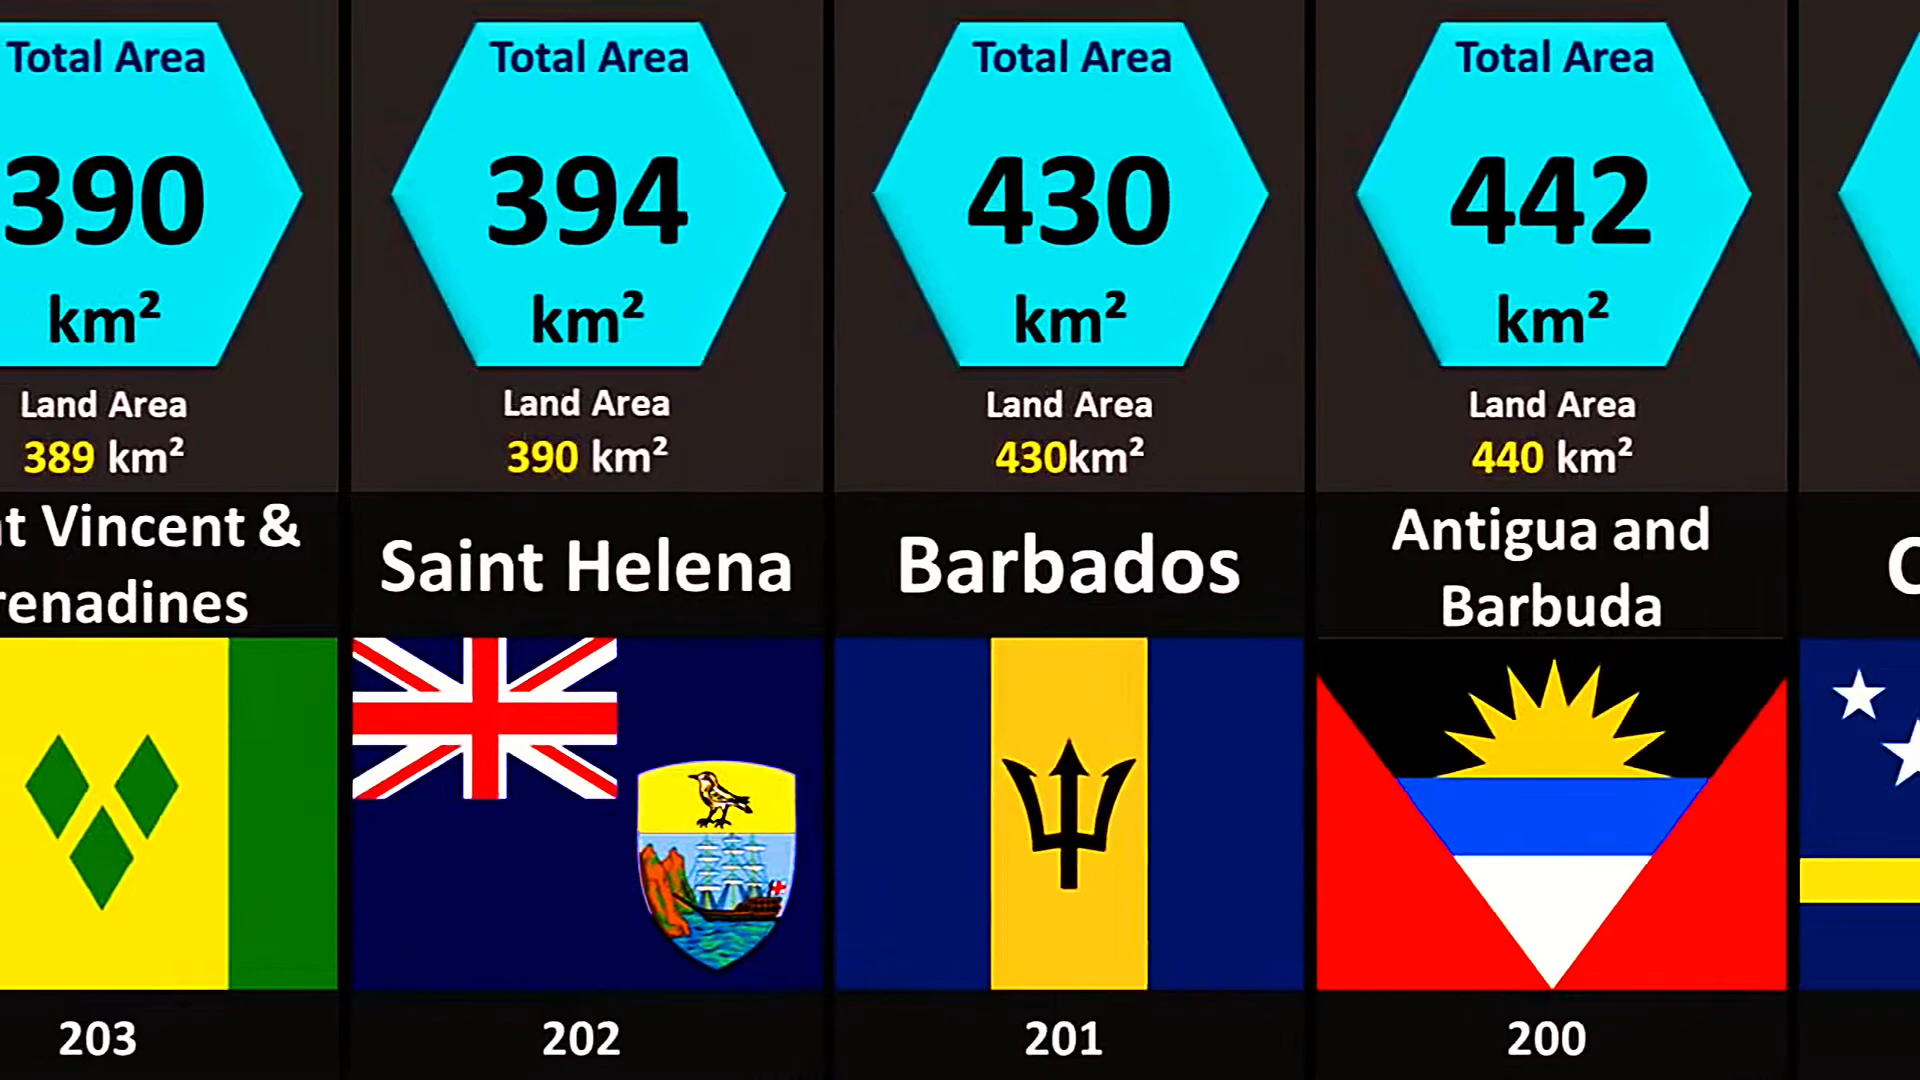 Total Area
390
km²
Land Area
389 km²
t Vincent &
renadines
203
Total Area
394
km²
Land Area
390 km²
Saint Helena
202
Total Area
430
km²
Land Area
430km²
Barbados
201
Total Area
442
km²
Land Area
440 km²
Antigua and
Barbuda
200